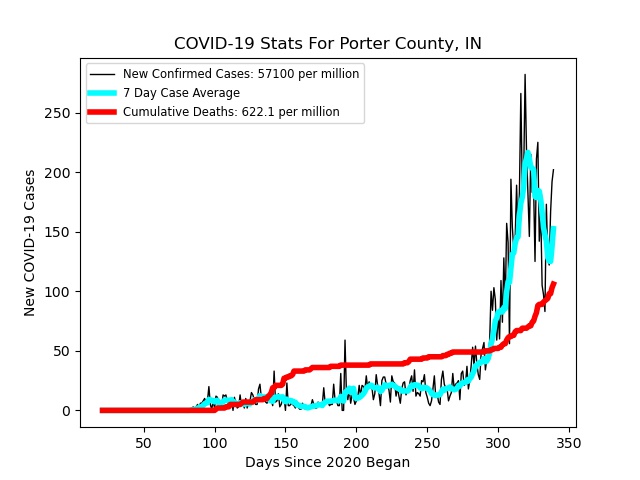 COVID-19 Stats For Porter County, IN
New Confirmed Cases: 57100 per million
7 Day Case Average
Cumulative Deaths: 622.1 per million
New COVID-19 Cases
250
200
150
100
50
0
50 100 150 200 250 300 350
Days Since 2020 Began